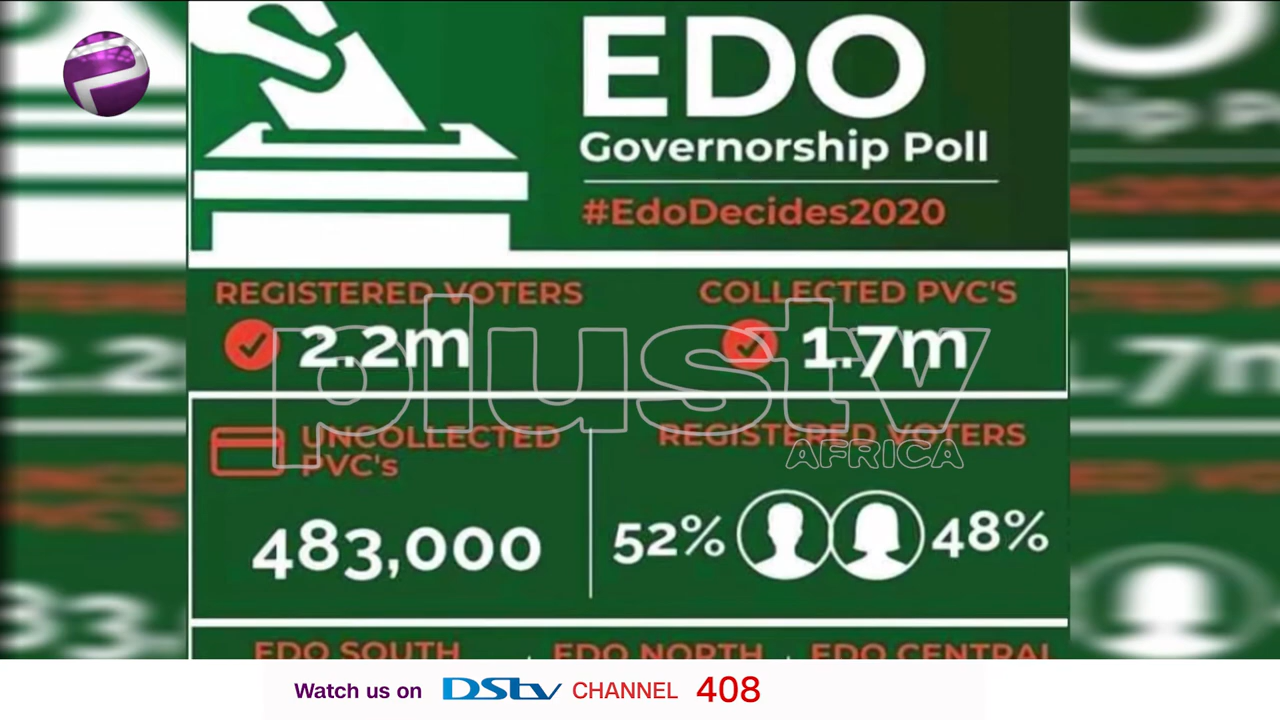 EDO
Governorship Poll
#EdoDecides2020
REGISTERED VOTERS
COLLECTED PVC'S
2.2m
1.7m
plustv
AFRICA
UNCOLLECTED
PVC's
REGISTERED VOTERS
483,000
52%
48%
EDO SOUTH
EDO NORTH
EDO CENTRAL
Watch us on DStv CHANNEL 408